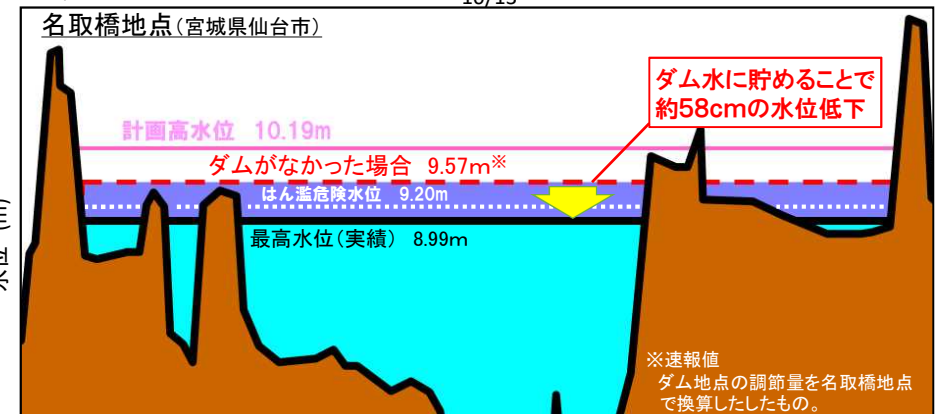 10/13
名取橋地点(宮城県仙台市)
ダム水に貯めることで
約58cmの水位低下
計画高水位 10.19m
ダムがなかった場合 9.57m※
はん濫危険水位 9.20m
最高水位(実績) 8.99m
※速報値
ダム地点の調節量を名取橋地点
で換算したしたもの。